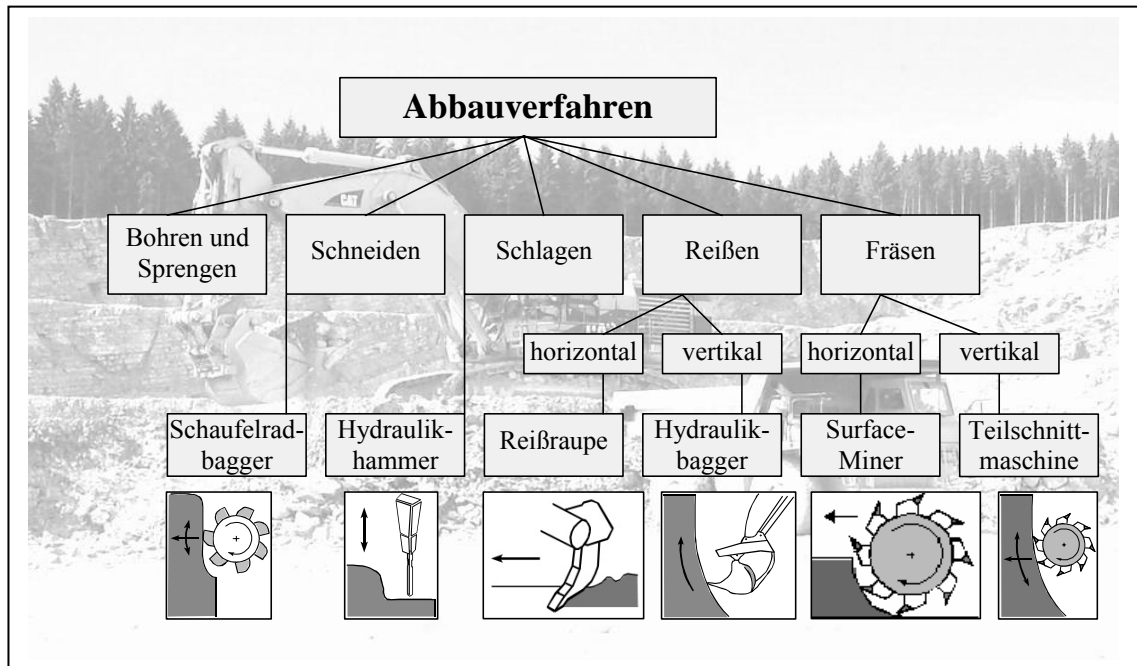 Abbauverfahren
CAT
Bohren und
Sprengen
Schneiden
Schlagen
Reißen
Fräsen
horizontal
vertikal
horizontal
vertikal
Schaufelrad-
bagger
Hydraulik-
hammer
Reißraupe
Hydraulik-
bagger
Surface-
Miner
Teilschnitt-
maschine